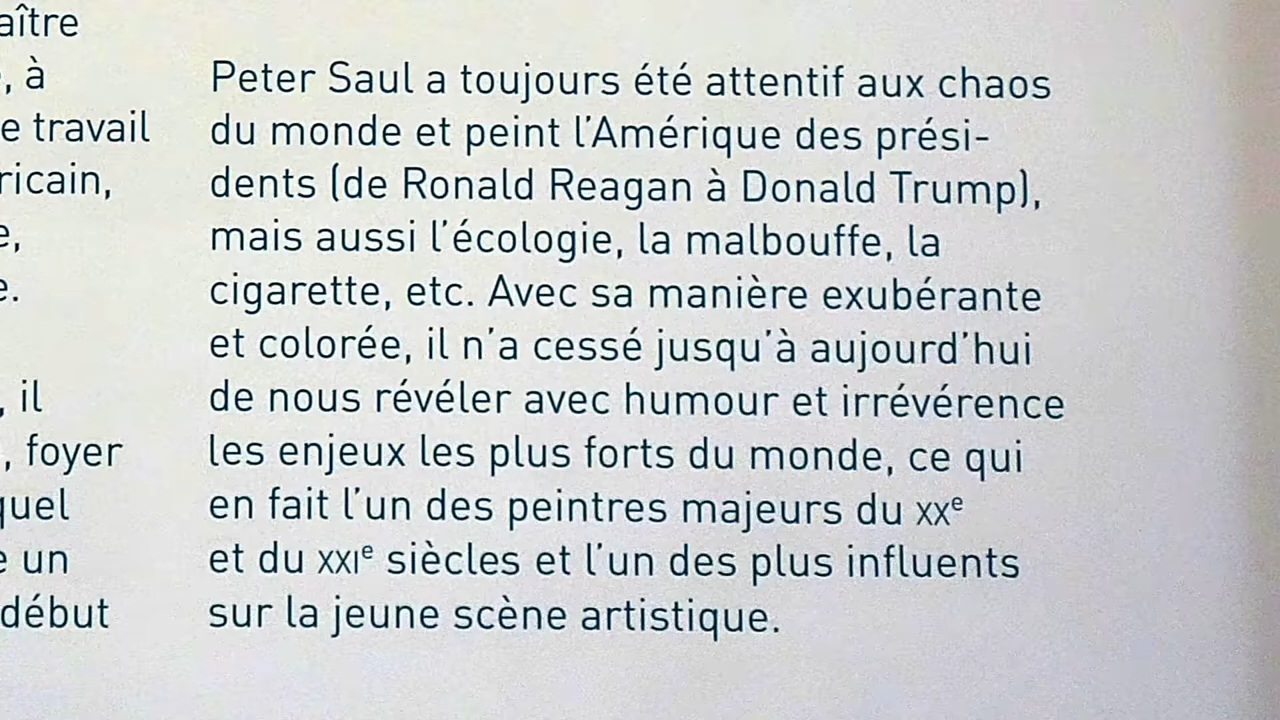 aître
, à
e travail
ricain,
e,
e.
, il
, foyer
quel
e un
début
Peter Saul a toujours été attentif aux chaos
du monde et peint l'Amérique des prési-
dents (de Ronald Reagan à Donald Trump),
mais aussi l'écologie, la malbouffe, la
cigarette, etc. Avec sa manière exubérante
et colorée, il n'a cessé jusqu'à aujourd'hui
de nous révéler avec humour et irrévérence
les enjeux les plus forts du monde, ce qui
en fait l'un des peintres majeurs du XXe
et du XXIe siècles et l'un des plus influents
sur la jeune scène artistique.